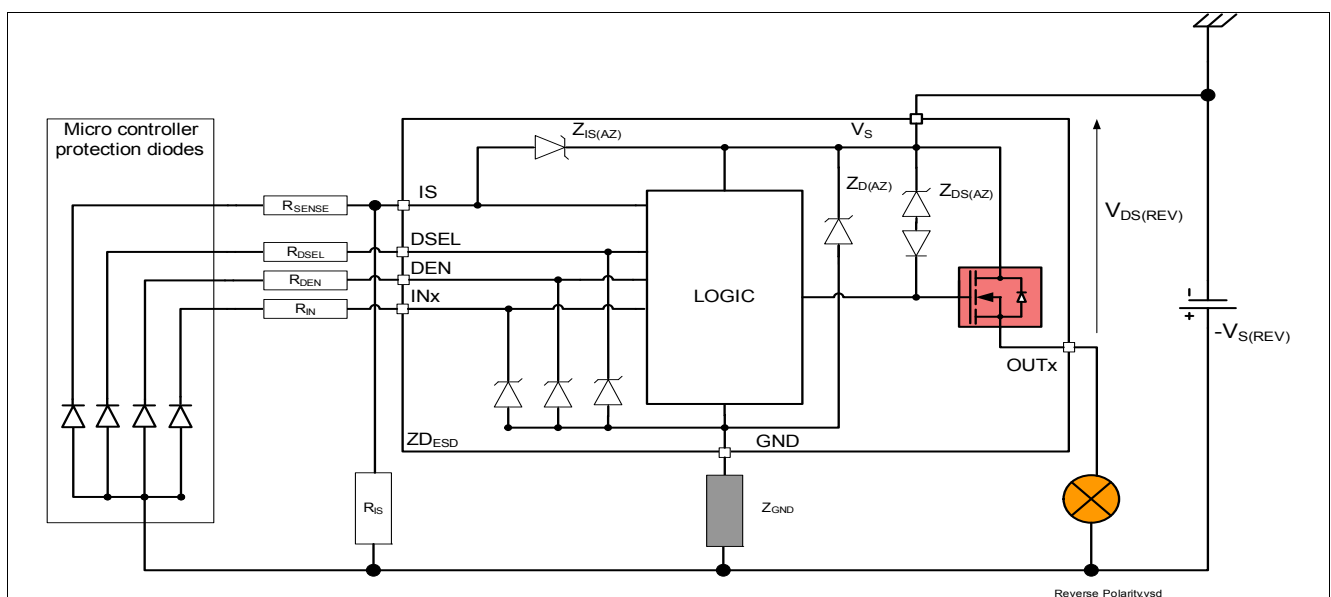 Micro controller
protection diodes
ZIS(AZ)
VS
ZD(AZ)
ZDS(AZ)
VDS(REV)
IS
RSENSE
DSEL
RDSEL
DEN
RDEN
INx
RIN
LOGIC
-
+
-VS(REV)
OUTx
ZDESD
GND
RIS
ZGND
Reverse Polarity.vsd